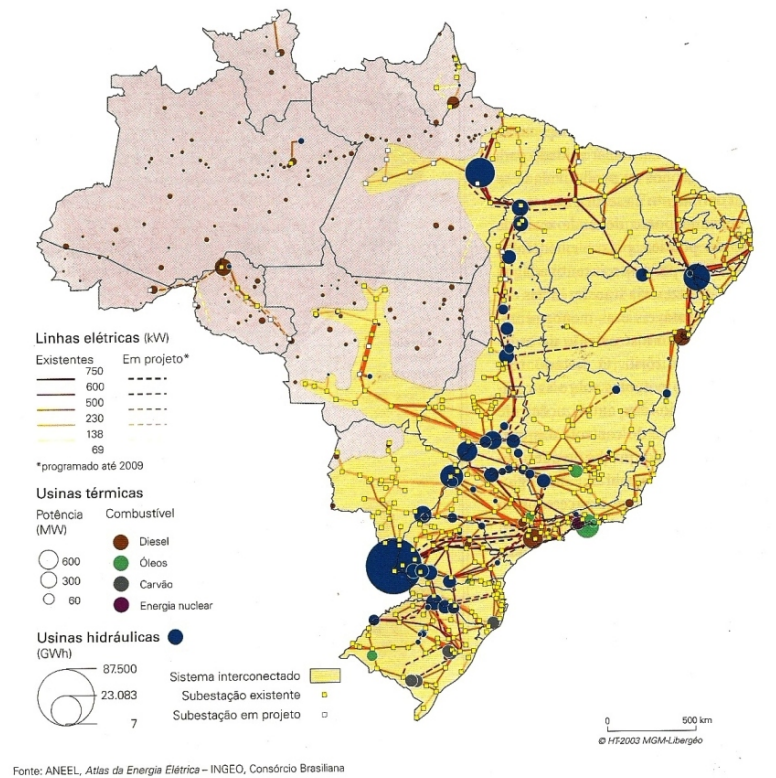 Linhas elétricas (kW)
Existentes Em projeto*
750
600
500
230
138
69
*programado até 2009
Usinas térmicas
Potência Combustível
(MW)
Diesel
600 Óleos
300 Carvão
60 Energia nuclear
Usinas hidráulicas
(GWh)
87.500
23.083
7
Sistema interconectado
Subestação existente
Subestação em projeto
0 500 km
© HT-2003 MGM-Libergéo
Fonte: ANEEL, Atlas da Energia Elétrica – INGEO, Consórcio Brasiliana